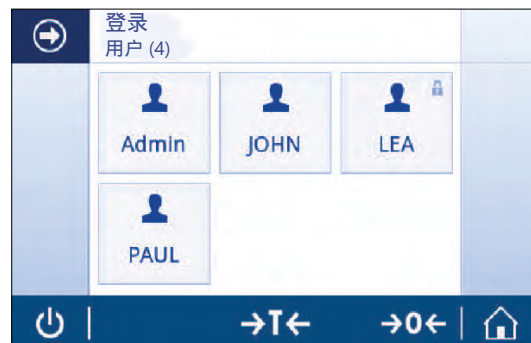 登录
用户 (4)
Admin
JOHN
LEA
PAUL
→T←
→0←